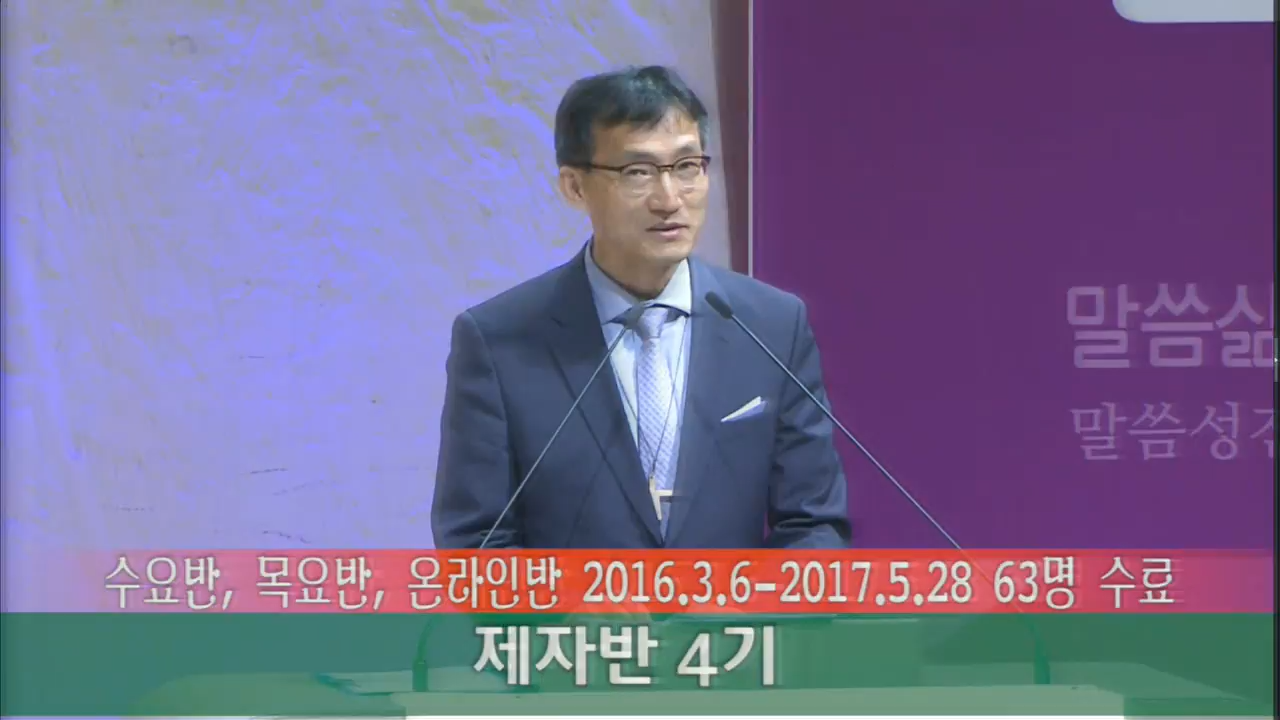 말씀삶
말씀성
수요반, 목요반, 온라인반 2016.3.6-2017.5.28 63명 수료
제자반 4기